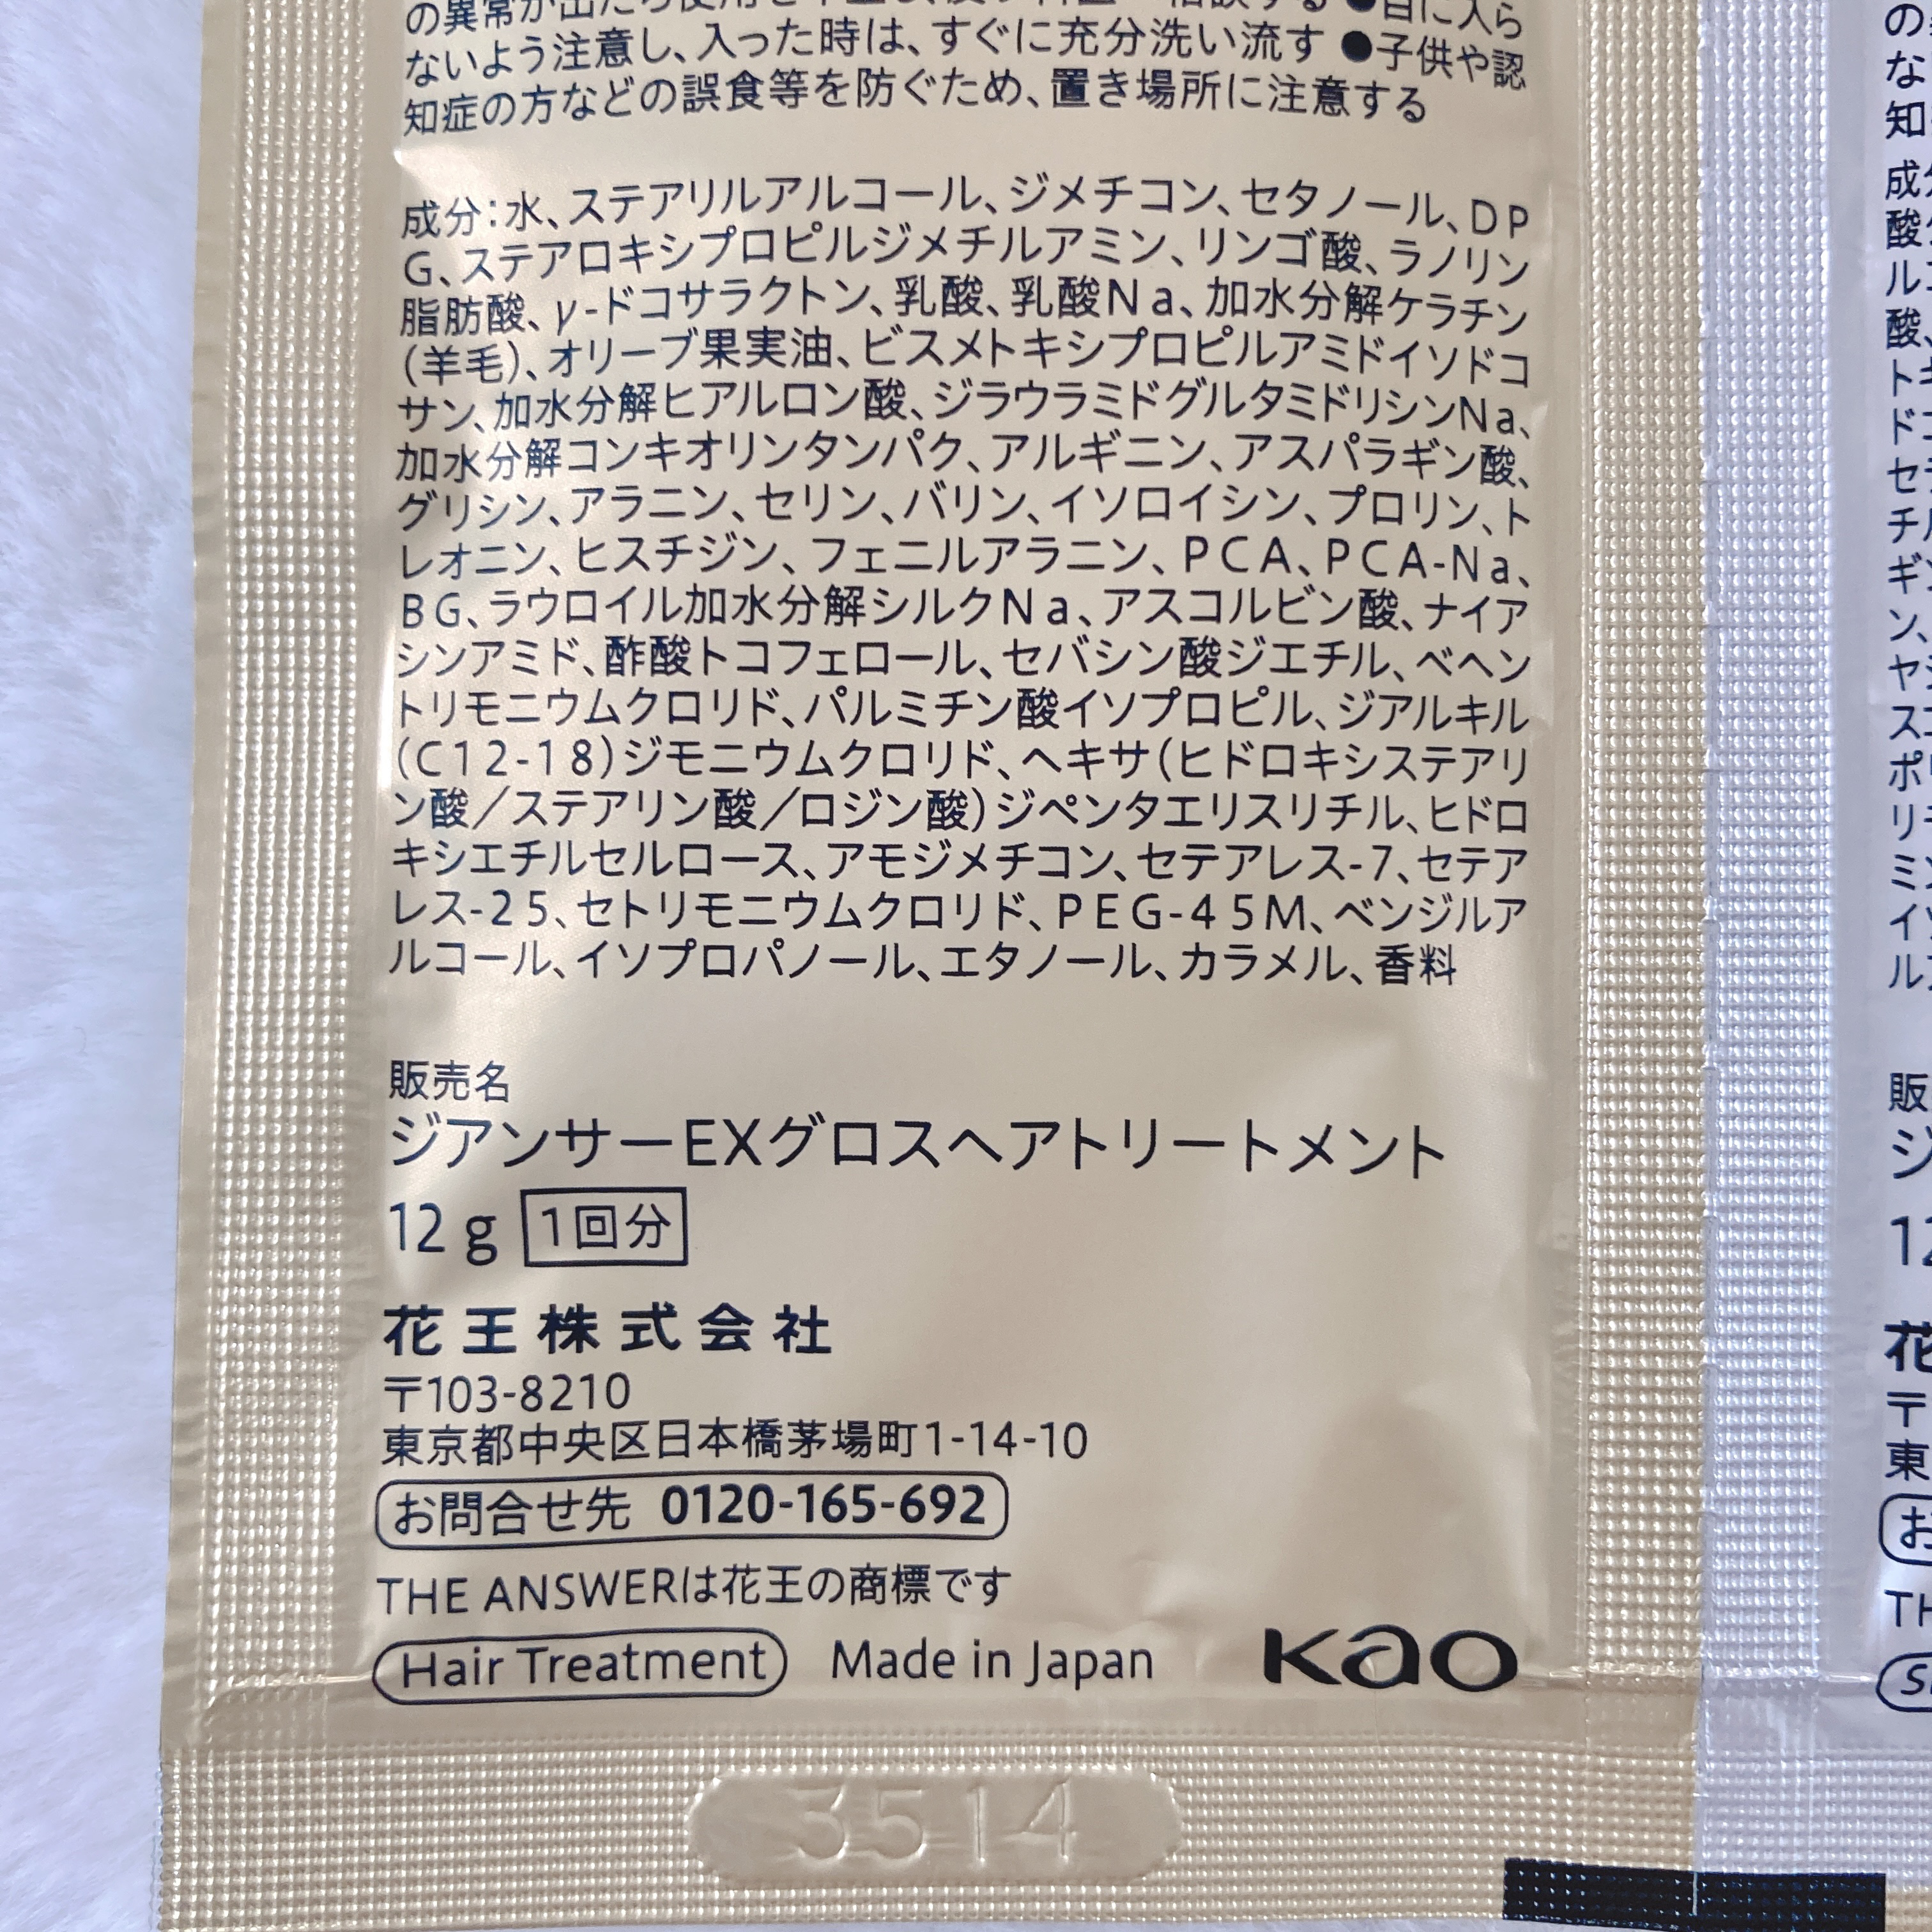 の異常が出たら使用を中止し、皮フ科医へ相談する ●目に入ら
ないよう注意し、入った時は、すぐに充分洗い流す ●子供や認
知症の方などの誤食等を防ぐため、置き場所に注意する
成分：水、ステアリルアルコール、ジメチコン、セタノール、DP
G、ステアロキシプロピルジメチルアミン、リンゴ酸、ラノリン
脂肪酸、γ-ドコサラクトン、乳酸、乳酸Na、加水分解ケラチン
(羊毛)、オリーブ果実油、ビスメトキシプロピルアミドイソドコ
サン、加水分解ヒアルロン酸、ジラウラミドグルタミドリシンNa、
加水分解コンキオリンタンパク、アルギニン、アスパラギン酸、
グリシン、アラニン、セリン、バリン、イソロイシン、プロリン、ト
レオニン、ヒスチジン、フェニルアラニン、PCA、PCA-Na、
BG、ラウロイル加水分解シルクNa、アスコルビン酸、ナイア
シンアミド、酢酸トコフェロール、セバシン酸ジエチル、ベヘン
トリモニウムクロリド、パルミチン酸イソプロピル、ジアルキル
(C12-18)ジモニウムクロリド、ヘキサ(ヒドロキシステアリ
ン酸／ステアリン酸／ロジン酸)ジペンタエリスリチル、ヒドロ
キシエチルセルロース、アモジメチコン、セテアレス-7、セテア
レス-25、セトリモニウムクロリド、PEG-45M、ベンジルア
ルコール、イソプロパノール、エタノール、カラメル、香料
販売名
ジアンサーEXグロスヘアトリートメント
12g 1回分
花王株式会社
〒103-8210
東京都中央区日本橋茅場町1-14-10
お問合せ先 0120-165-692
THE ANSWERは花王の商標です
Hair Treatment Made in Japan Kao
3514